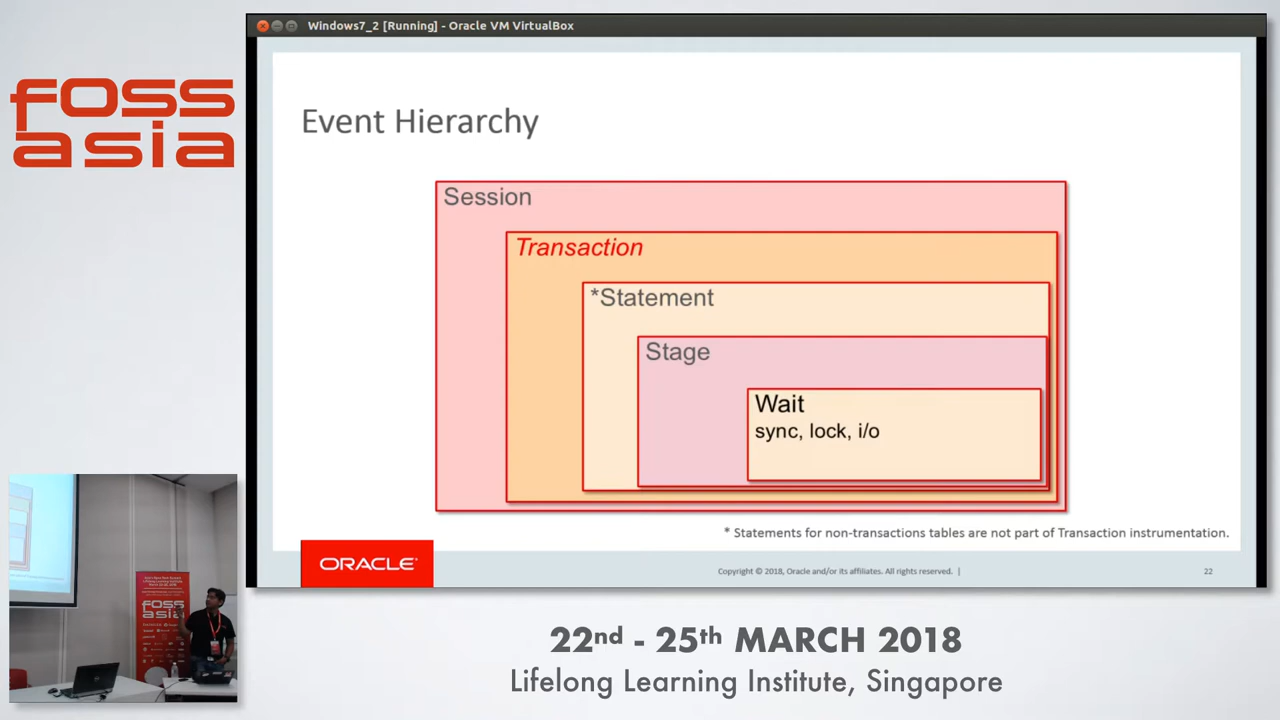 Windows7_2 [Running] - Oracle VM VirtualBox
FOSS
asia
Event Hierarchy
Session
Transaction
*Statement
Stage
Wait
sync, lock, i/o
* Statements for non-transactions tables are not part of Transaction instrumentation.
ORACLE®
Copyright © 2018, Oracle and/or its affiliates. All rights reserved. |
22
FOSS
asia
22nd - 25th MARCH 2018
Lifelong Learning Institute, Singapore